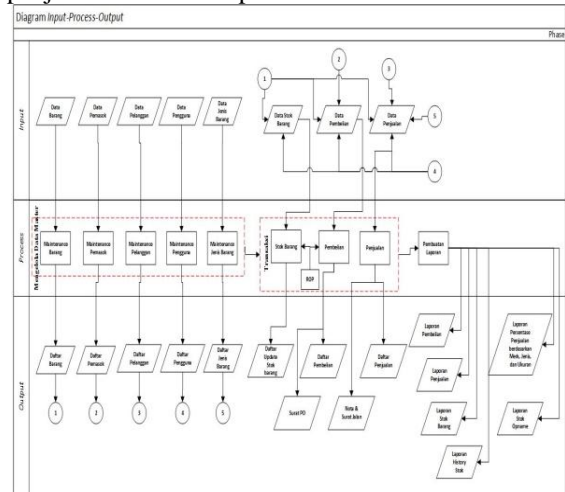 Diagram Input-Process-Output
Phase
Input
1
2
3
Data
Barang
Data
Pemasok
Data
Pelanggan
Data
Pengguna
Data
Jenis
Barang
Data Stok
Barang
Data
Pembelian
Data
Penjualan
5
4
Process
Mengelola Data Master
Maintenance
Barang
Maintenance
Pemasok
Maintenance
Pelanggan
Maintenance
Pengguna
Maintenance
Jenis Barang
Transaksi
Stok Barang
Pembelian
Penjualan
ROP
Pembuatan
Laporan
Output
Daftar
Barang
Daftar
Pemasok
Daftar
Pelanggan
Daftar
Pengguna
Daftar
Jenis
Barang
Daftar
Update
Stok
Barang
Daftar
Pembelian
Daftar
Penjualan
Laporan
Pembelian
Laporan
Penjualan
Laporan
Stok
Barang
Laporan
History
Stok
Laporan
Penjualan
berdasarkan
Merk, Jenis,
dan Ukuran
Laporan
Stok
Opname
1
2
3
4
5
Surat PO
Nota &
Surat Jalan